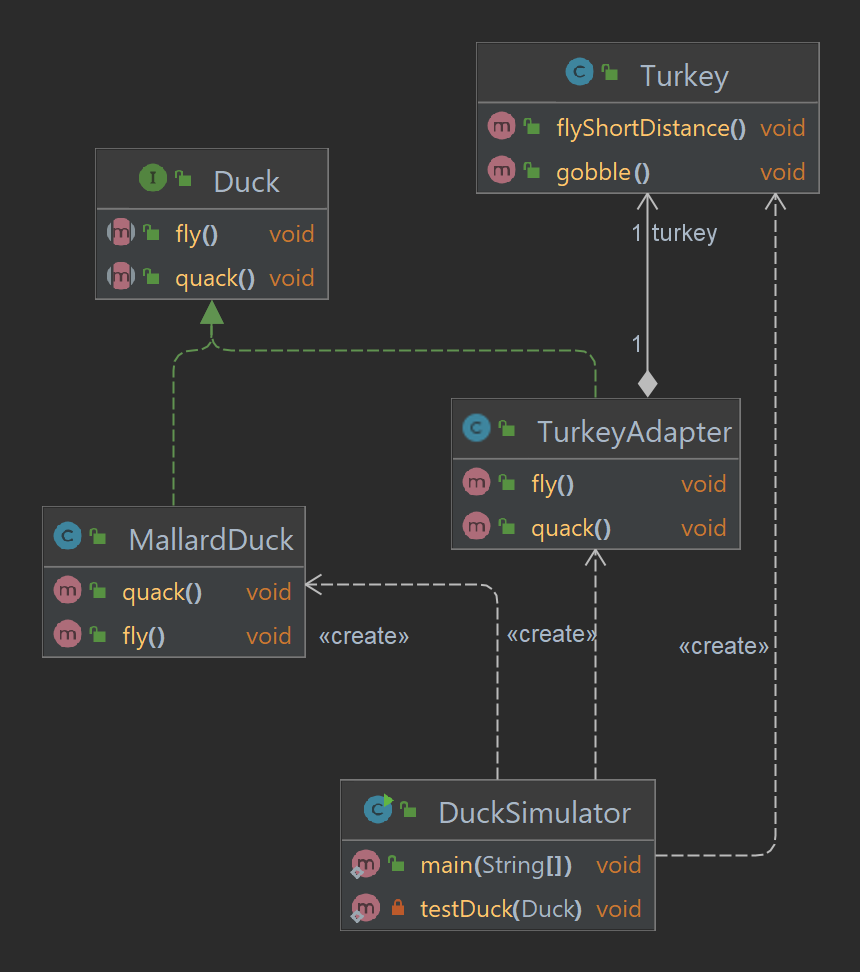 C Turkey
m flyShortDistance() void
m gobble() void
I Duck
m fly() void
m quack() void
1 turkey
1
C TurkeyAdapter
m fly() void
m quack() void
C MallardDuck
m quack() void
m fly() void
«create»
«create»
«create»
C DuckSimulator
m main(String[]) void
m testDuck(Duck) void